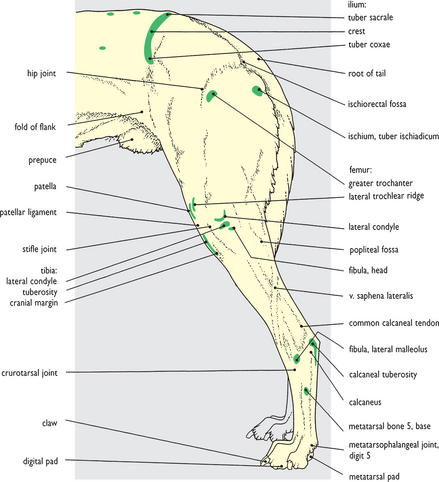 ilium:
tuber sacrale
crest
tuber coxae
hip joint
root of tail
ischiorectal fossa
fold of flank
ischium, tuber ischiadicum
prepuce
femur:
greater trochanter
patella
lateral trochlear ridge
patellar ligament
lateral condyle
stifle joint
popliteal fossa
tibia:
fibula, head
lateral condyle
tuberosity
cranial margin
v. saphena lateralis
common calcaneal tendon
fibula, lateral malleolus
crurotarsal joint
calcaneal tuberosity
calcaneus
claw
metatarsal bone 5, base
metatarsophalangeal joint,
digit 5
digital pad
metatarsal pad